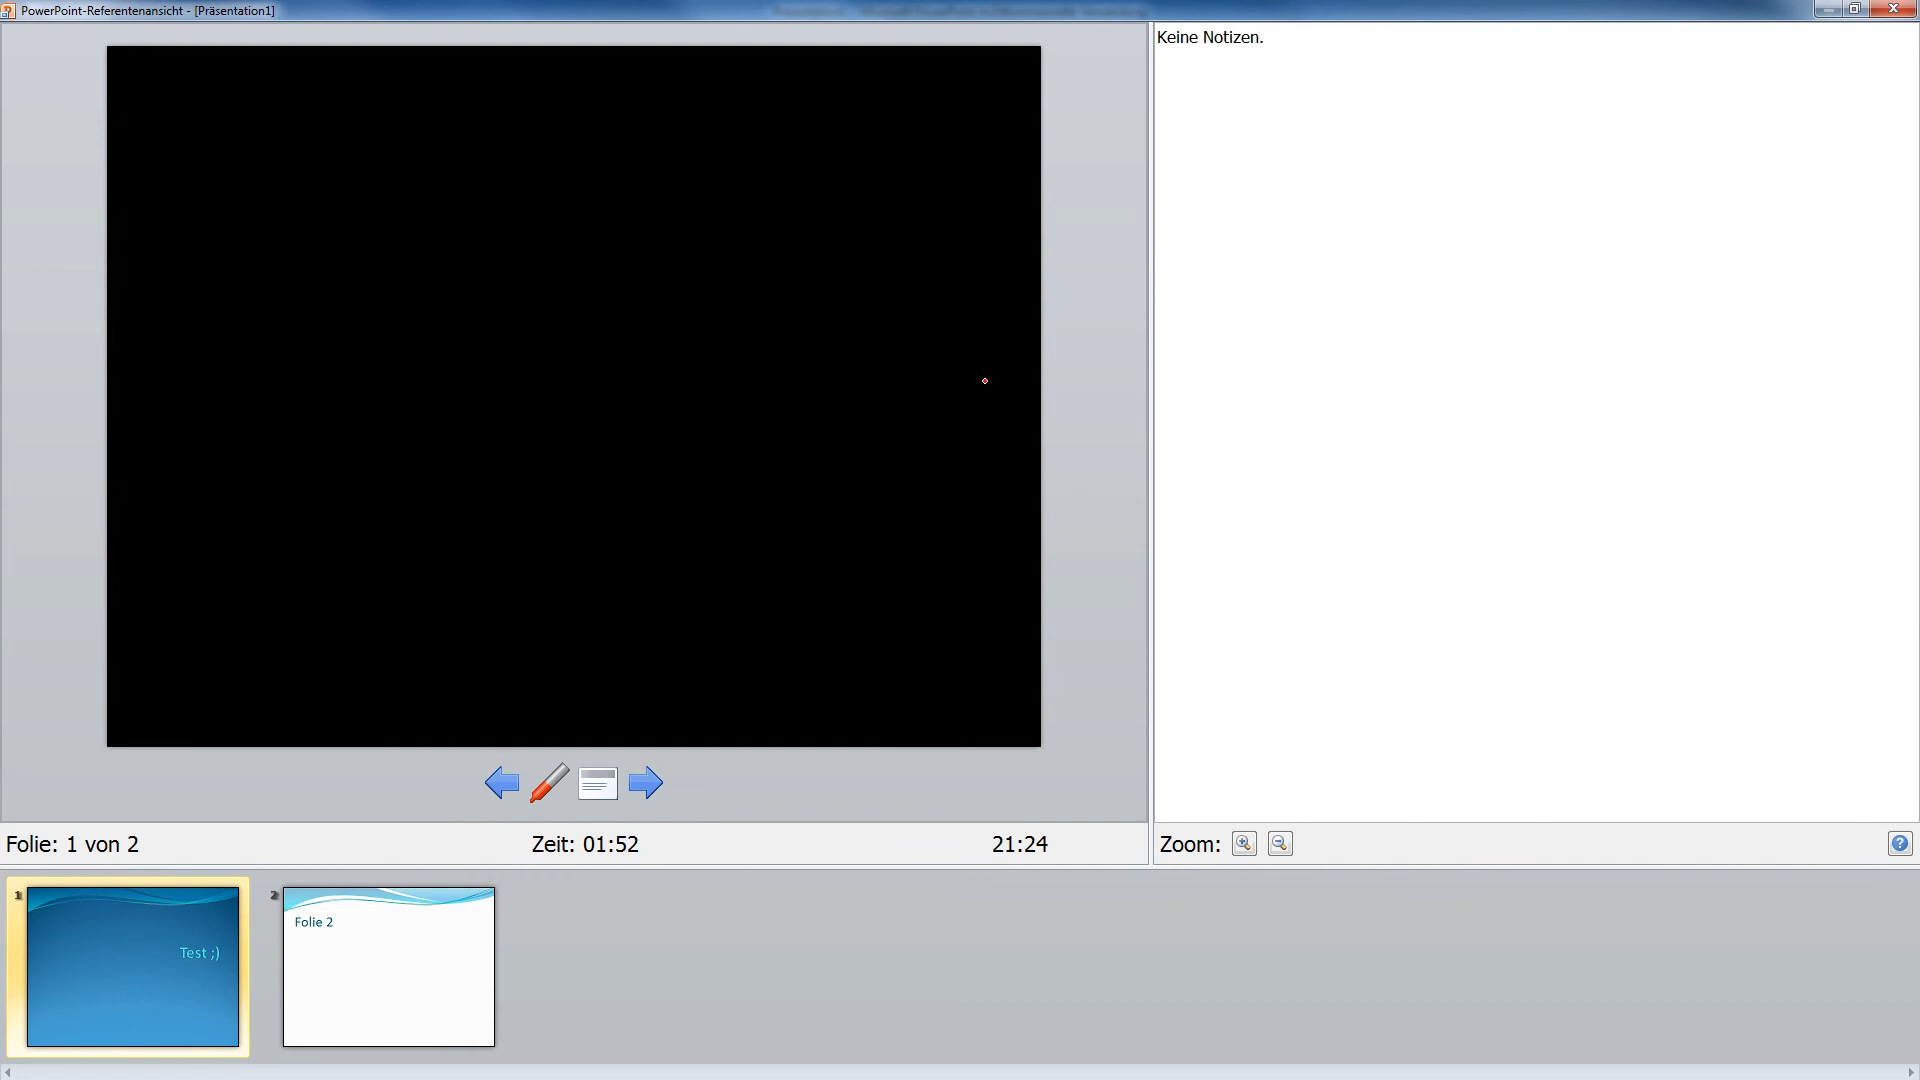 PowerPoint-Referentenansicht - [Präsentation1]
Keine Notizen.
Folie: 1 von 2
Zeit: 01:52
21:24
Zoom:
1
Test ;)
2
Folie 2